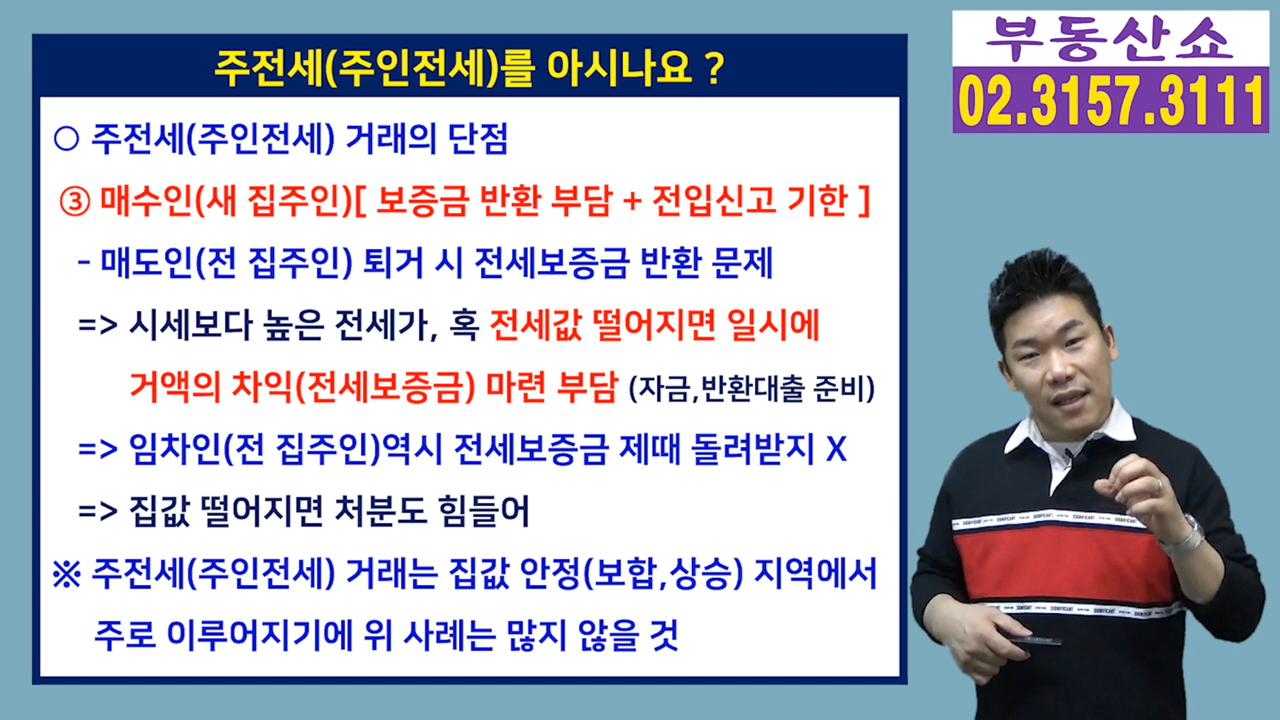 주전세(주인전세)를 아시나요 ?
○ 주전세(주인전세) 거래의 단점
③ 매수인(새 집주인)[ 보증금 반환 부담 + 전입신고 기한 ]
- 매도인(전 집주인) 퇴거 시 전세보증금 반환 문제
=> 시세보다 높은 전세가, 혹 전세값 떨어지면 일시에
거액의 차익(전세보증금) 마련 부담 (자금,반환대출 준비)
=> 임차인(전 집주인)역시 전세보증금 제때 돌려받지 X
=> 집값 떨어지면 처분도 힘들어
※ 주전세(주인전세) 거래는 집값 안정(보합,상승) 지역에서
주로 이루어지기에 위 사례는 많지 않을 것
부동산쇼
02.3157.3111
SIGNIFICANT
SIGNIFICANT